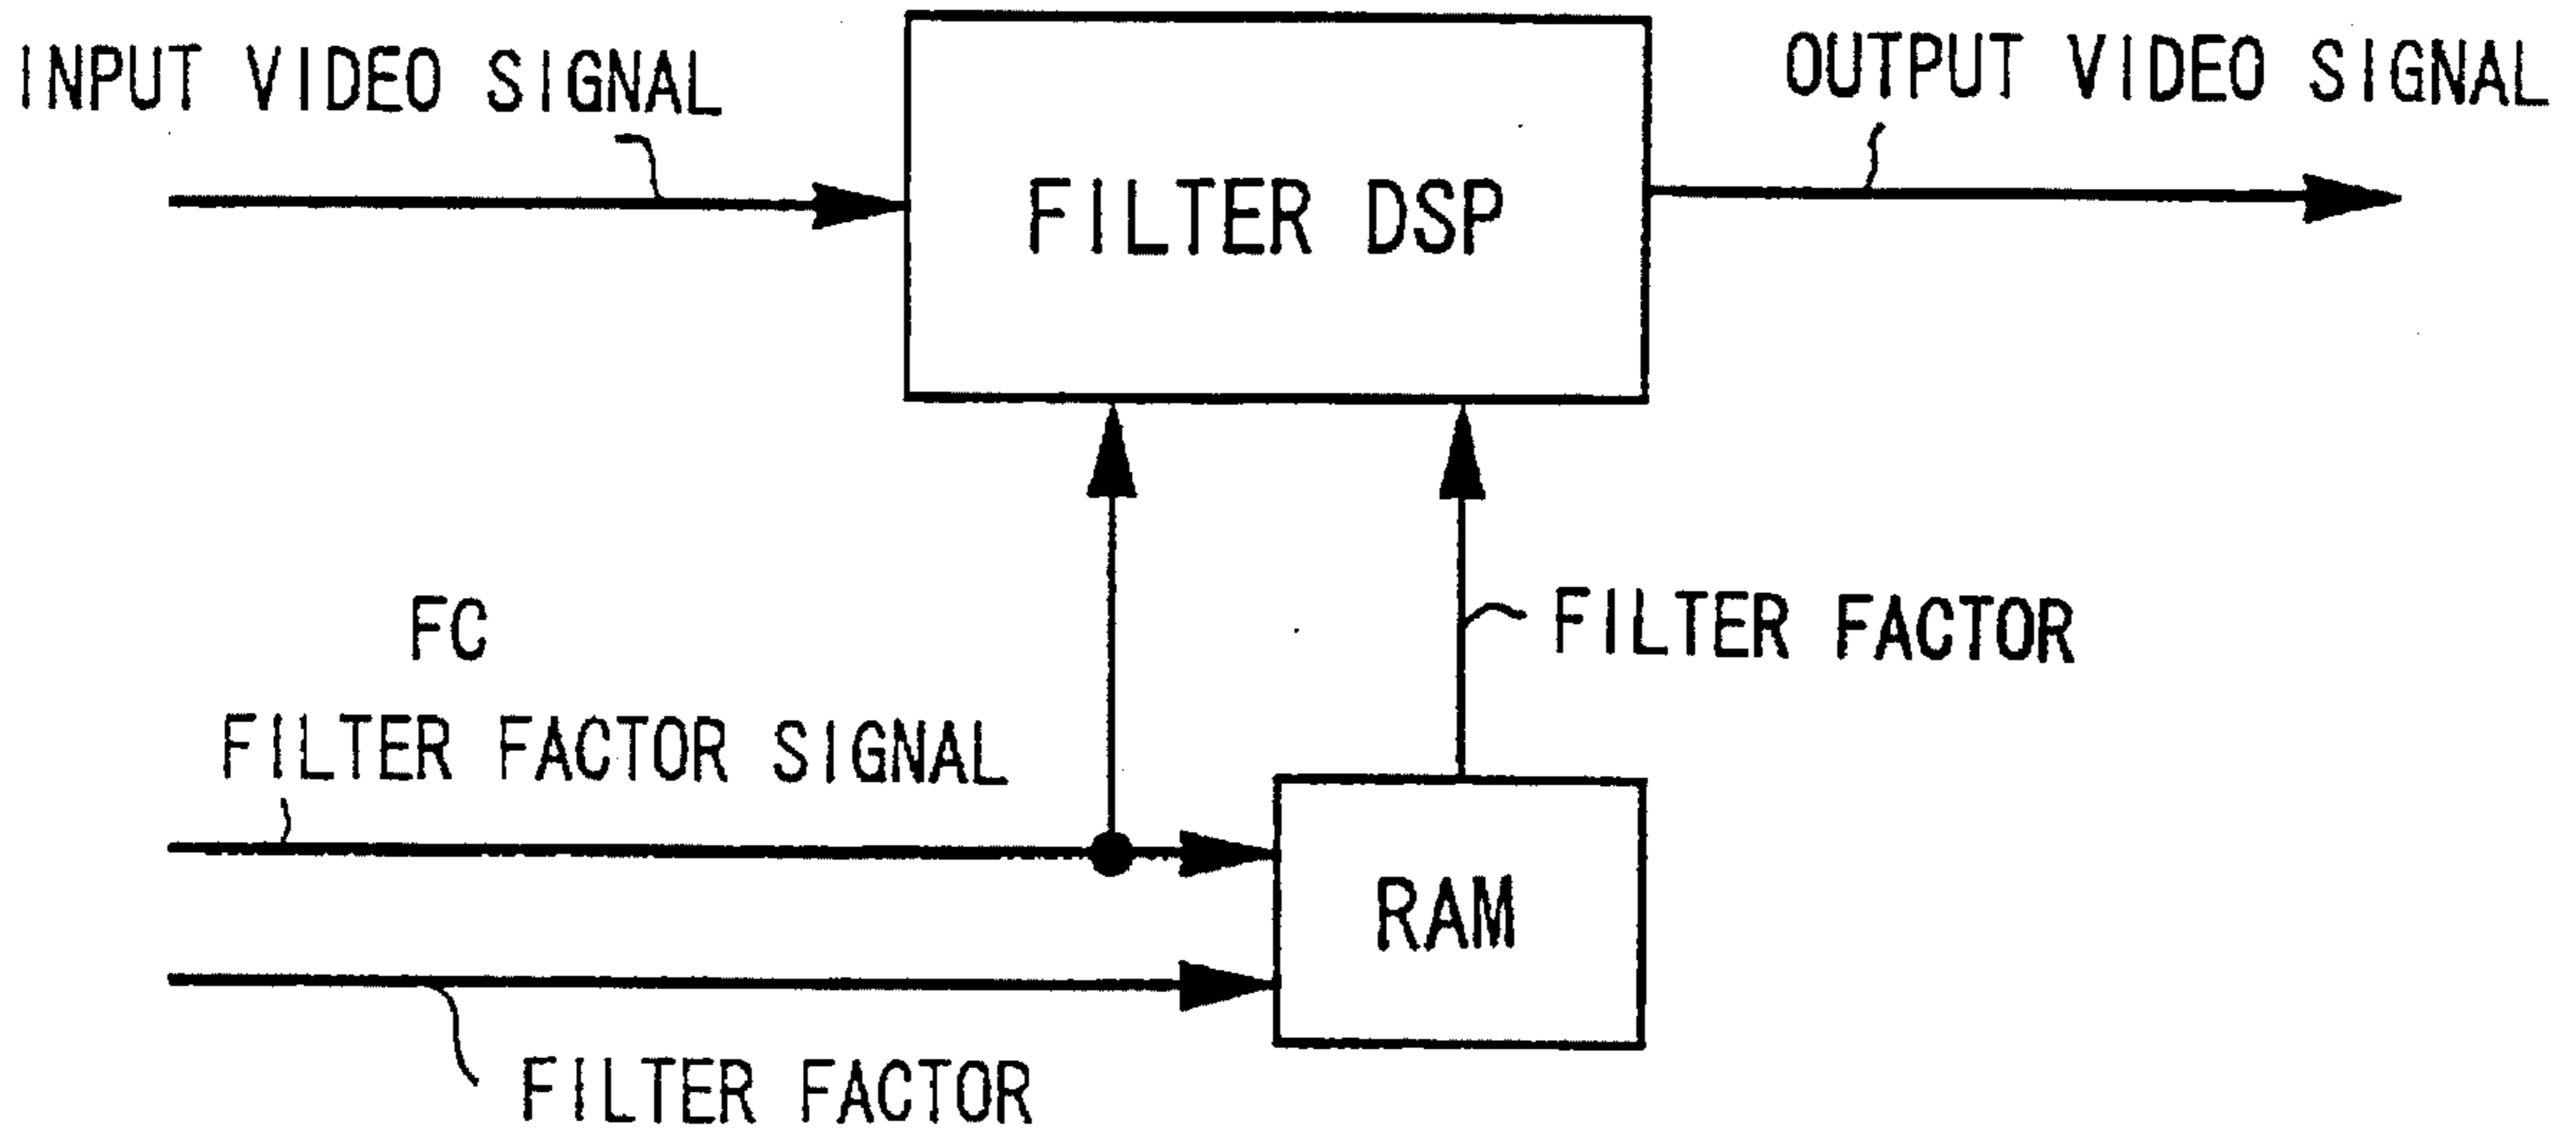 INPUT VIDEO SIGNAL
OUTPUT VIDEO SIGNAL
FILTER DSP
FC
FILTER FACTOR
FILTER FACTOR SIGNAL
RAM
FILTER FACTOR